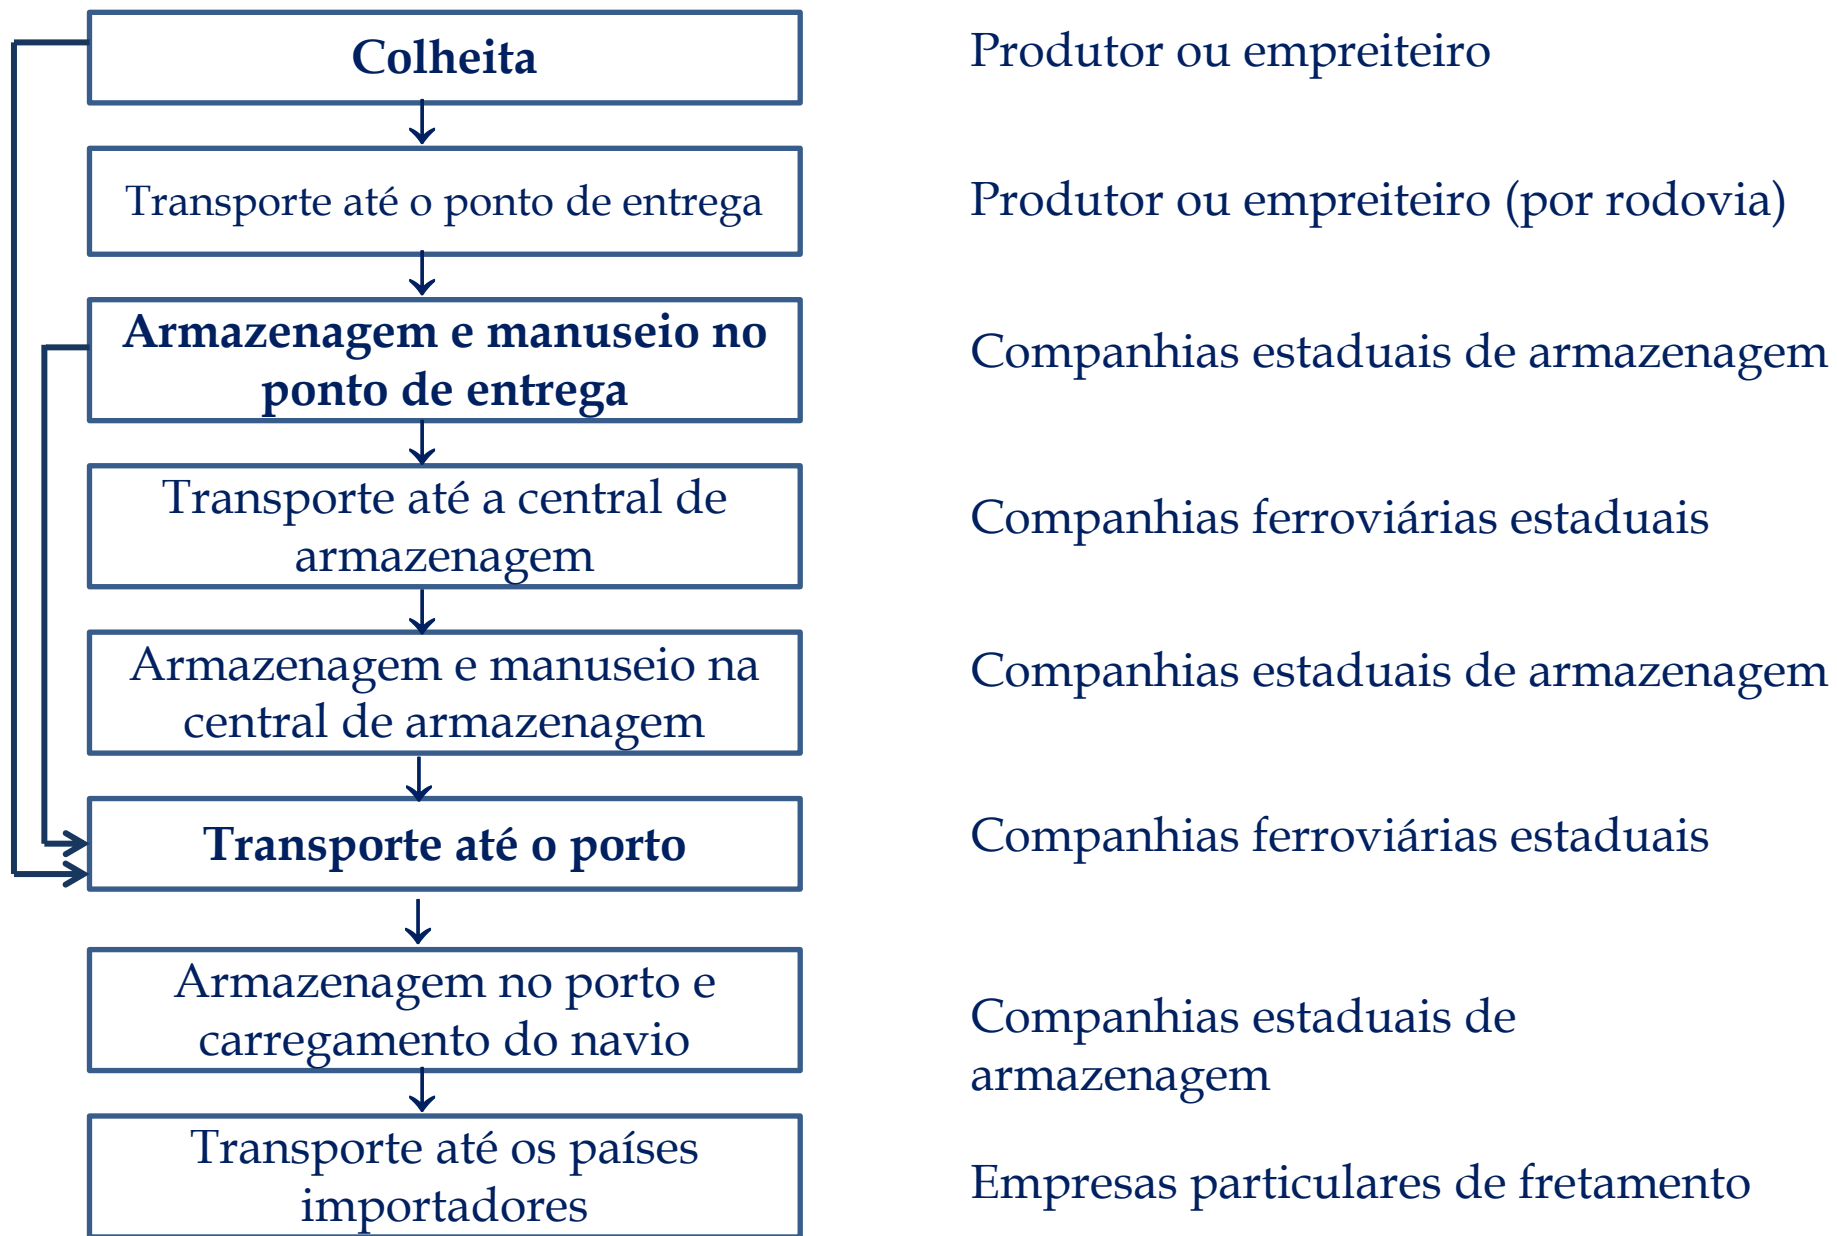 Colheita
Produtor ou empreiteiro
Transporte até o ponto de entrega
Produtor ou empreiteiro (por rodovia)
Armazenagem e manuseio no
ponto de entrega
Companhias estaduais de armazenagem
Transporte até a central de
armazenagem
Companhias ferroviárias estaduais
Armazenagem e manuseio na
central de armazenagem
Companhias estaduais de armazenagem
Transporte até o porto
Companhias ferroviárias estaduais
Armazenagem no porto e
carregamento do navio
Companhias estaduais de
armazenagem
Transporte até os países
importadores
Empresas particulares de fretamento